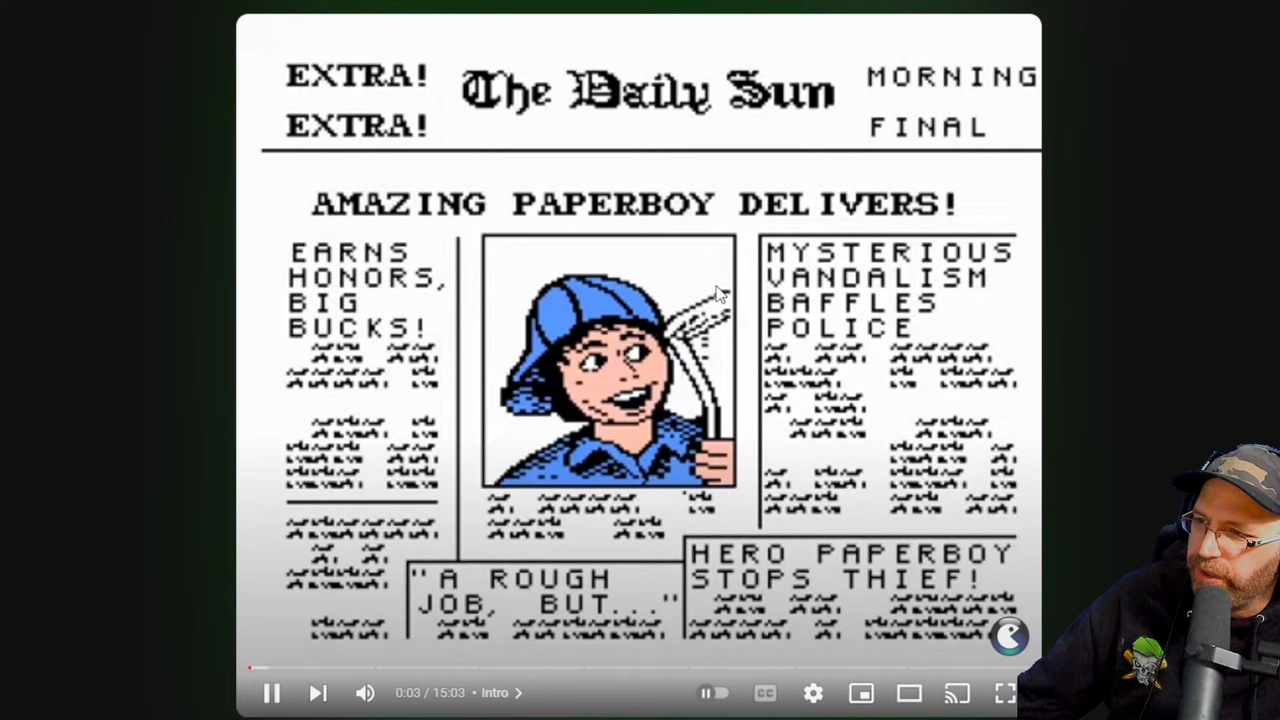 EXTRA!
EXTRA!
The Daily Sun
MORNING
FINAL
AMAZING PAPERBOY DELIVERS!
EARNS
HONORS,
BIG
BUCKS!
MYSTERIOUS
VANDALISM
BAFFLES
POLICE
"A ROUGH
JOB, BUT..."
HERO PAPERBOY
STOPS THIEF!
0:03 / 15:03 • Intro
CC